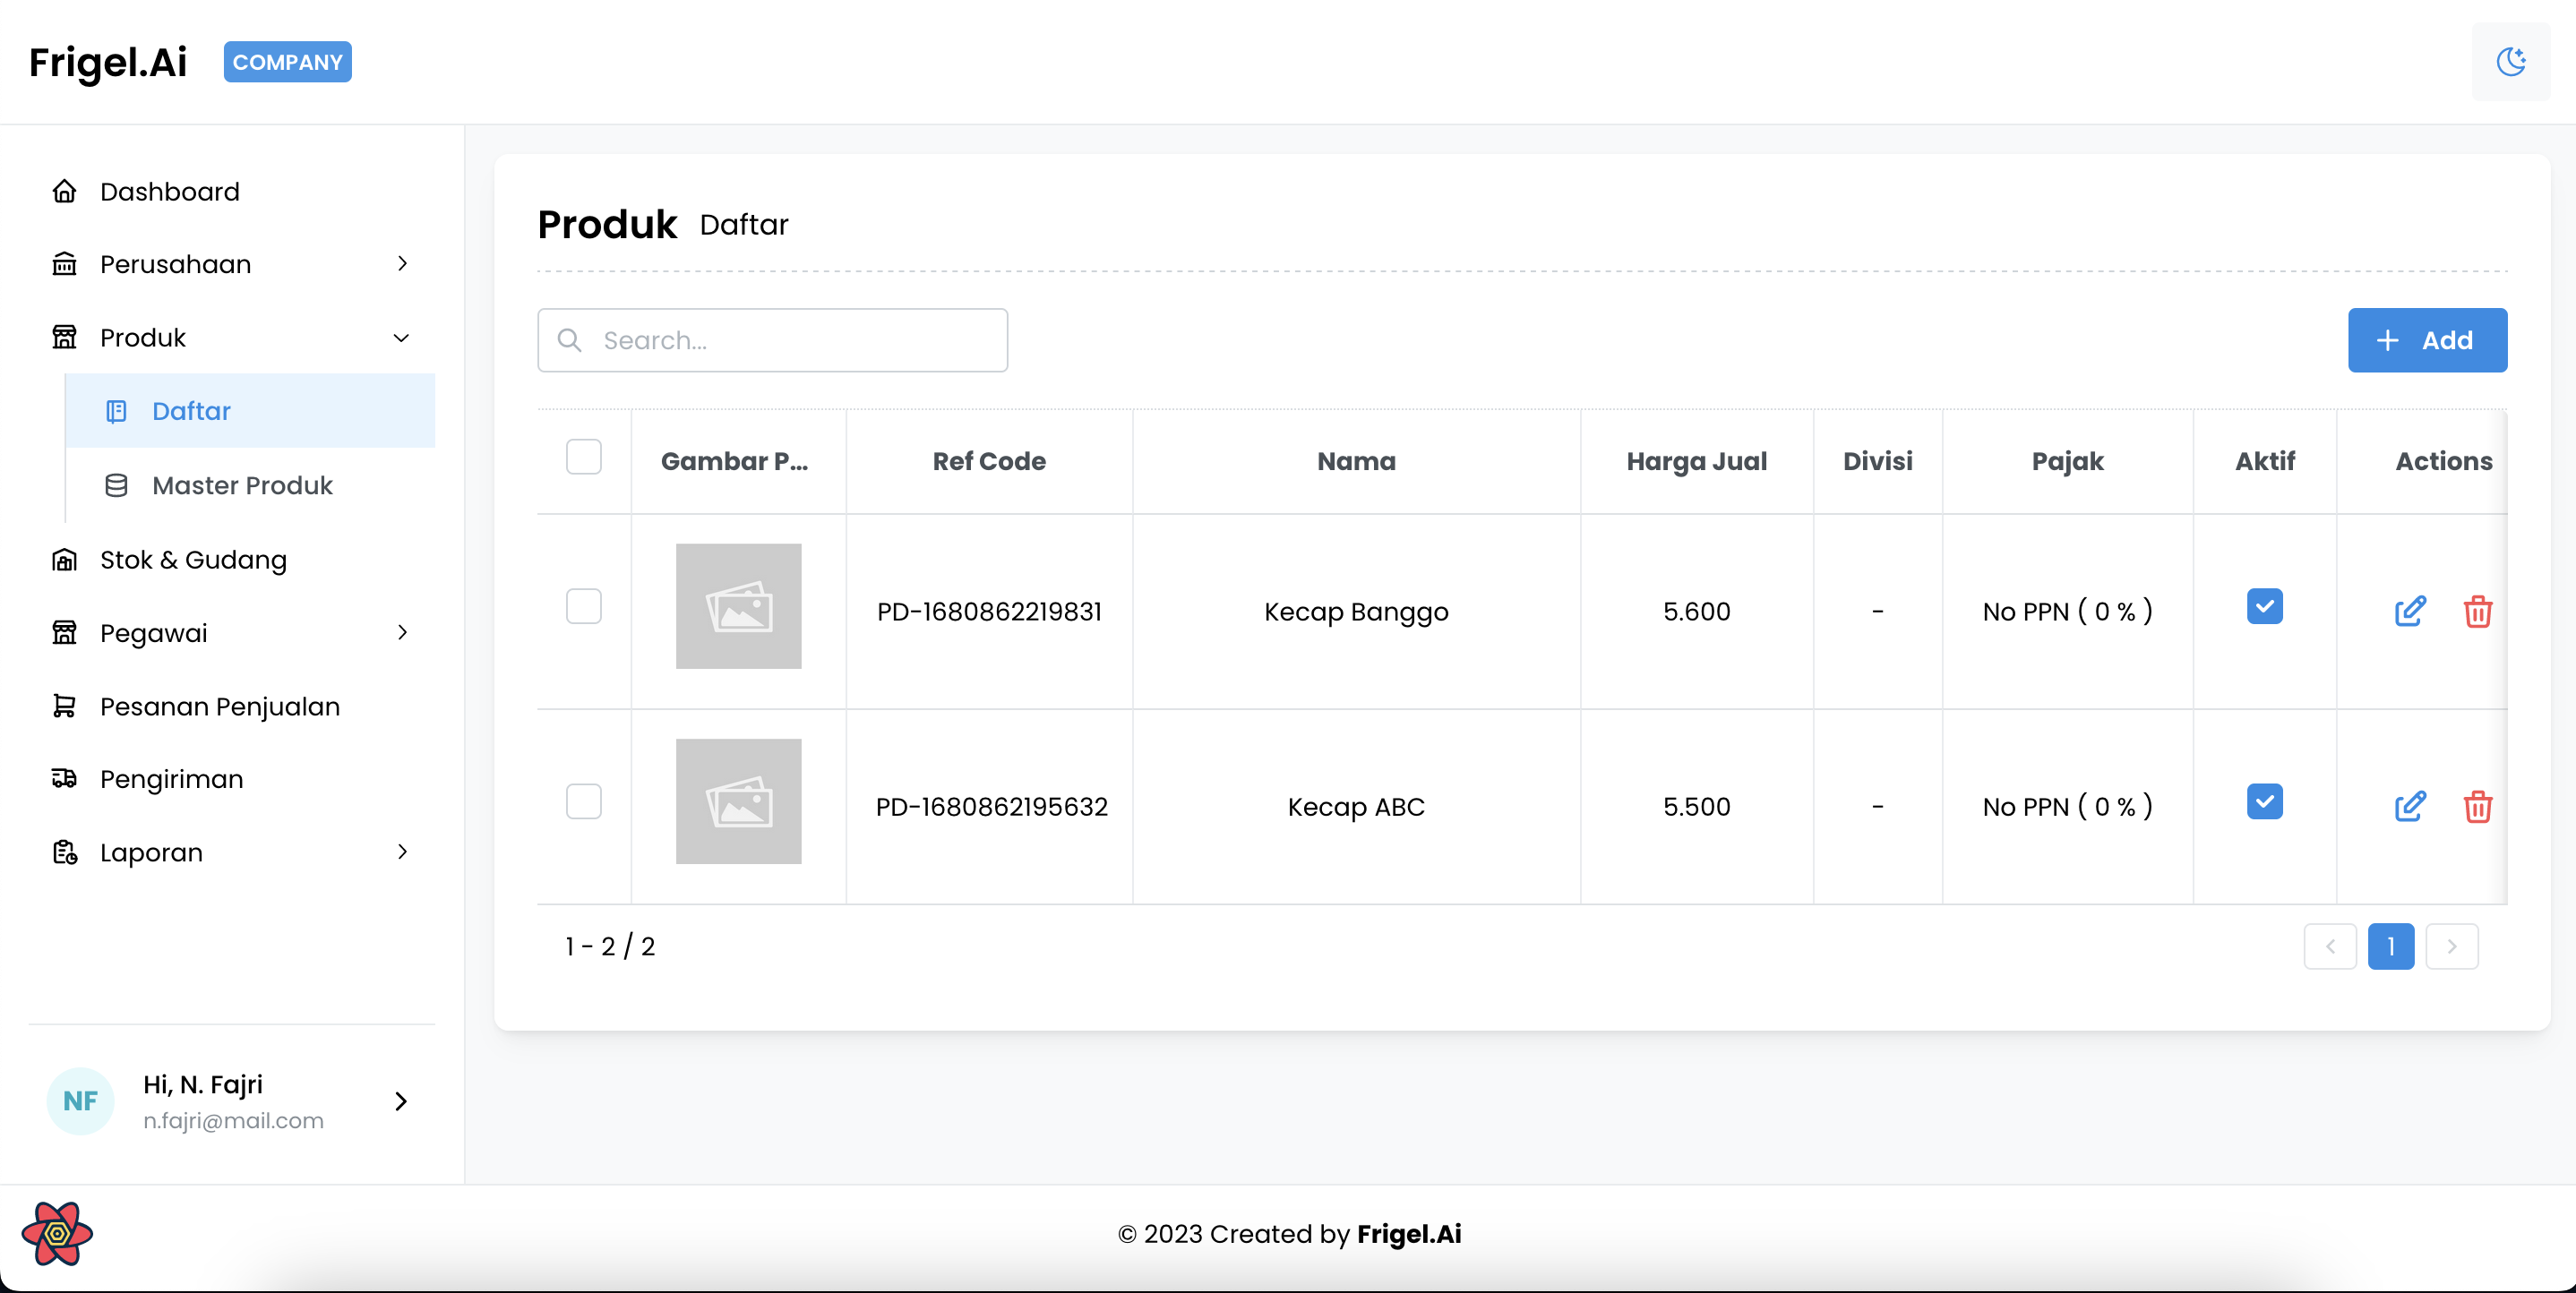 Frigel.Ai COMPANY
Dashboard
Perusahaan
Produk
Daftar
Master Produk
Stok & Gudang
Pegawai
Pesanan Penjualan
Pengiriman
Laporan
Hi, N. Fajri
n.fajri@mail.com
Produk Daftar
Search...
Add
Gambar P... Ref Code Nama Harga Jual Divisi Pajak Aktif Actions
PD-1680862219831 Kecap Banggo 5.600 - No PPN ( 0 % )
PD-1680862195632 Kecap ABC 5.500 - No PPN ( 0 % )
1 - 2 / 2
1
NF
© 2023 Created by Frigel.Ai